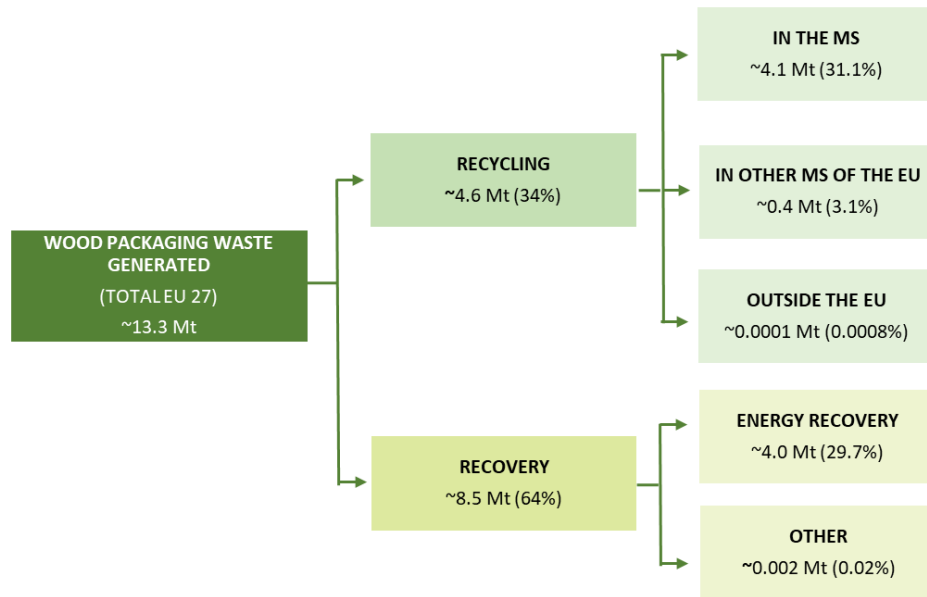 WOOD PACKAGING WASTE
GENERATED
(TOTAL EU 27)
~13.3 Mt
RECYCLING
~4.6 Mt (34%)
IN THE MS
~4.1 Mt (31.1%)
IN OTHER MS OF THE EU
~0.4 Mt (3.1%)
OUTSIDE THE EU
~0.0001 Mt (0.0008%)
RECOVERY
~8.5 Mt (64%)
ENERGY RECOVERY
~4.0 Mt (29.7%)
OTHER
~0.002 Mt (0.02%)